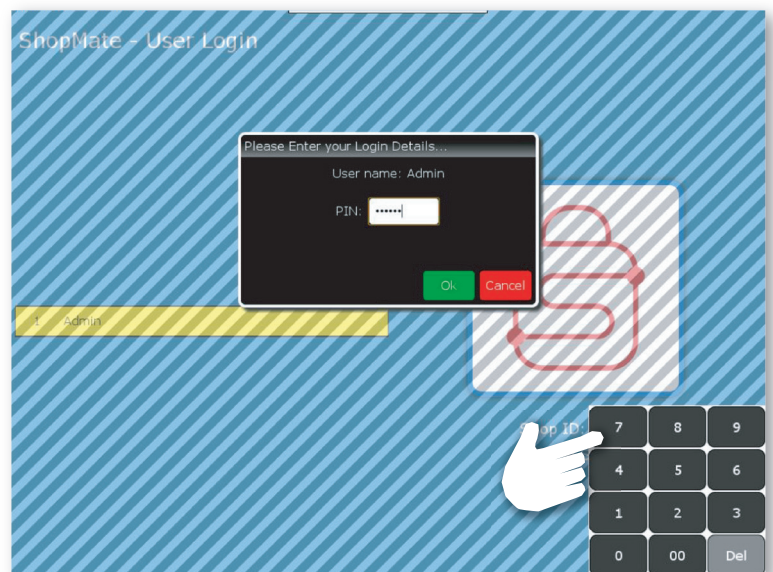 ShopMate - User Login
Please Enter your Login Details...
User name: Admin
PIN: ••••••
Ok Cancel
1 Admin
Shop ID:
7 8 9
4 5 6
1 2 3
0 00 Del